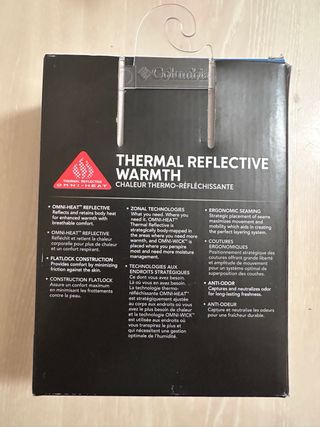 Columbia
THERMAL REFLECTIVE
OMNI-HEAT™
THERMAL REFLECTIVE
WARMTH
CHALEUR THERMO-RÉFLÉCHISSANTE
• OMNI-HEAT™ REFLECTIVE
Reflects and retains body heat
for enhanced warmth with
breathable comfort.
• OMNI-HEAT™ REFLECTIVE
Réfléchit et retient la chaleur
corporelle pour plus de chaleur
et un confort respirant.
• FLATLOCK CONSTRUCTION
Provides comfort by minimizing
friction against the skin.
• CONSTRUCTION FLATLOCK
Assure un confort maximum
en minimisant les frottements
contre la peau.
• ZONAL TECHNOLOGIES
What you need. Where you
need it. OMNI-HEAT™
Thermal Reflective is
strategically body-mapped in
the areas where you need more
warmth, and OMNI-WICK™ is
placed where you perspire
most and need more moisture
management.
• TECHNOLOGIES AUX
ENDROITS STRATÉGIQUES
Ce dont vous avez besoin.
Là où vous en avez besoin.
La technologie thermo-
réfléchissante OMNI-HEAT™
est stratégiquement ajustée
au corps aux endroits où vous
avez le plus besoin de chaleur
et la technologie OMNI-WICK™
est utilisée aux endroits où
vous transpirez le plus et
qui nécessitent une gestion
optimale de l'humidité.
• ERGONOMIC SEAMING
Strategic placement of seams
maximizes movement and
mobility which aids in creating
the perfect layering system.
• COUTURES
ERGONOMIQUES
Positionnement stratégique des
coutures offrant grande liberté
et amplitude de mouvement
pour un système optimal de
superposition des couches.
• ANTI-ODOR
Captures and neutralizes odor
for long-lasting freshness.
• ANTI-ODEUR
Capture et neutralise les odeurs
pour une fraîcheur durable.